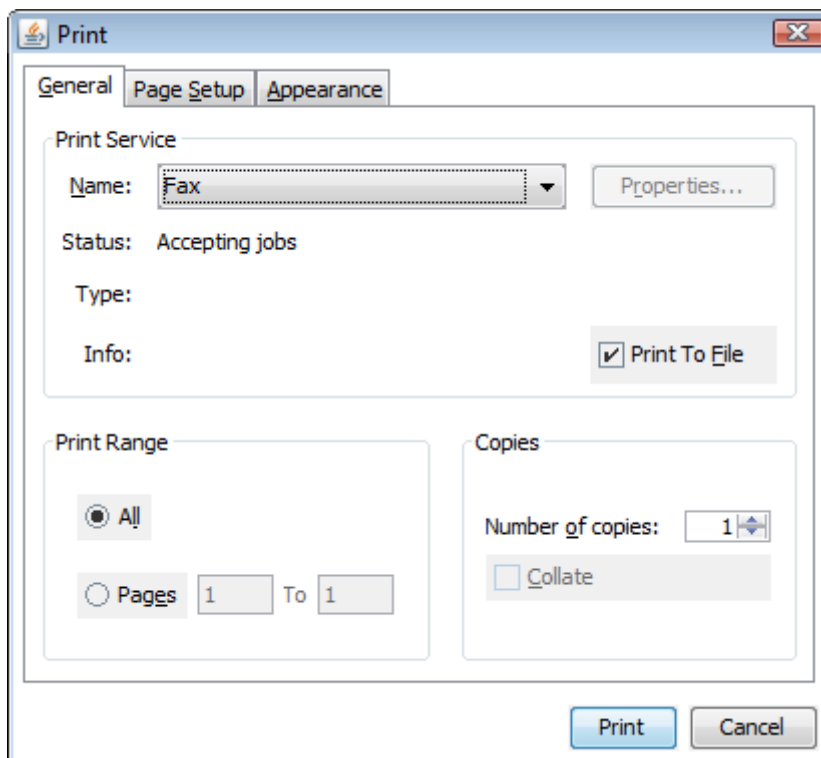 Print
General Page Setup Appearance
Print Service
Name: Fax Properties...
Status: Accepting jobs
Type:
Info: Print To File
Print Range
All
Pages 1 To 1
Copies
Number of copies: 1
Collate
Print Cancel